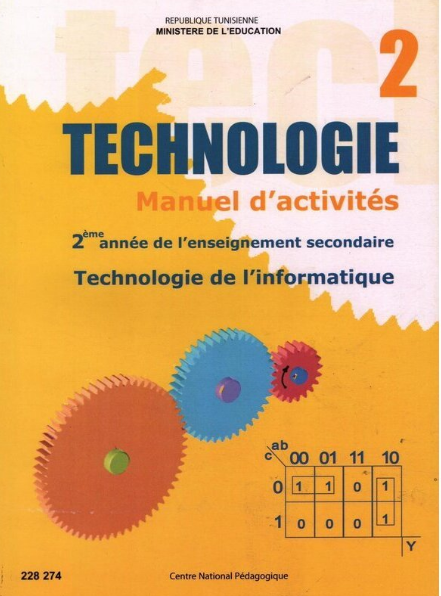 REPUBLIQUE TUNISIENNE
MINISTERE DE L'EDUCATION
tec
2
TECHNOLOGIE
Manuel d'activités
2ème année de l'enseignement secondaire
Technologie de l'informatique
ab
c 00 01 11 10
0 1 1 0 1
1 0 0 0 1
Y
228 274
Centre National Pédagogique